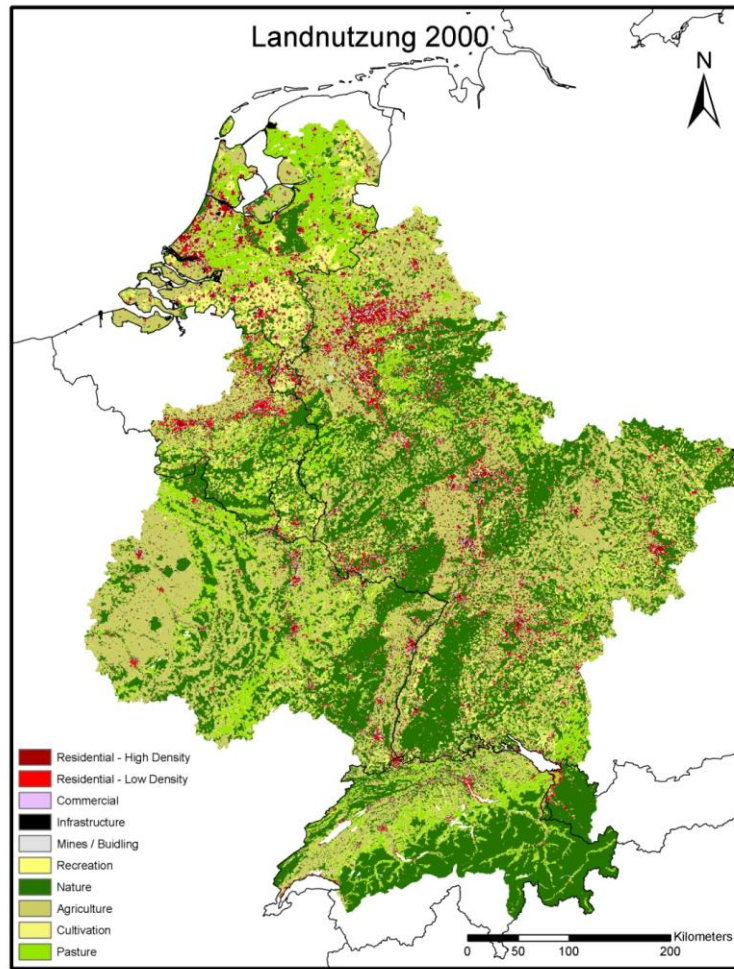 Landnutzung 2000
N
Residential - High Density
Residential - Low Density
Commercial
Infrastructure
Mines / Buidling
Recreation
Nature
Agriculture
Cultivation
Pasture
Kilometers
0 50 100 200